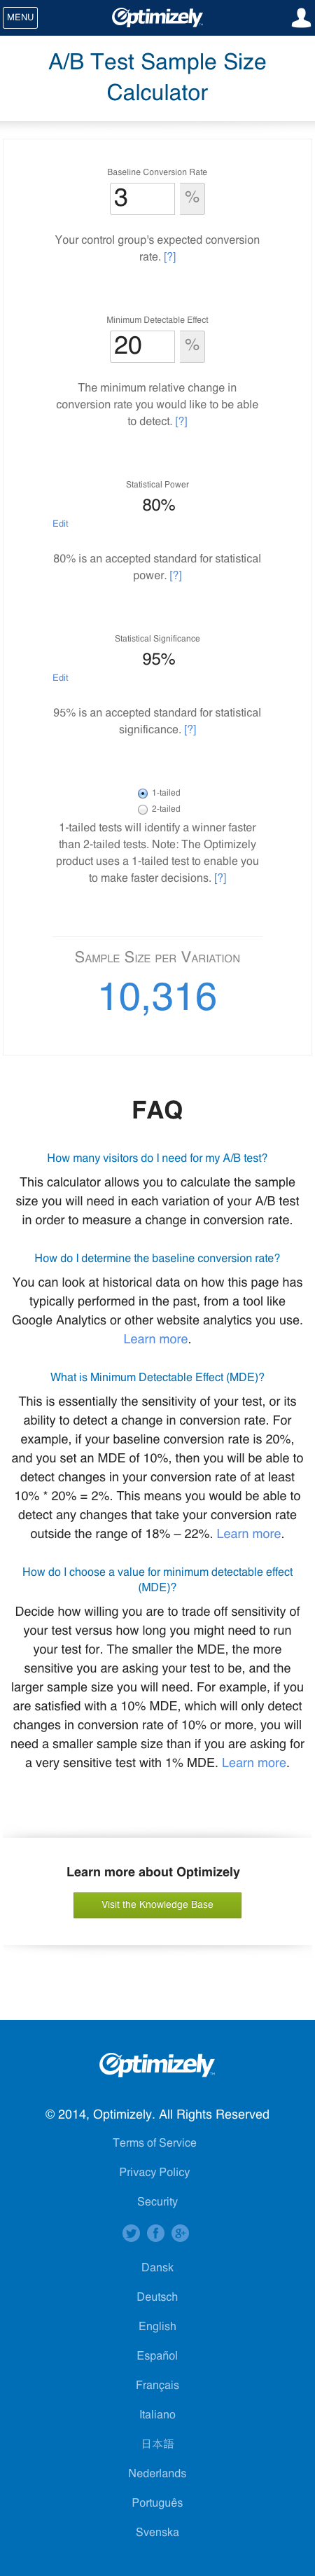 MENU
Optimizely
A/B Test Sample Size
Calculator
Baseline Conversion Rate
3 %
Your control group's expected conversion
rate. [?]
Minimum Detectable Effect
20 %
The minimum relative change in
conversion rate you would like to be able
to detect. [?]
Statistical Power
80%
Edit
80% is an accepted standard for statistical
power. [?]
Statistical Significance
95%
Edit
95% is an accepted standard for statistical
significance. [?]
1-tailed
2-tailed
1-tailed tests will identify a winner faster
than 2-tailed tests. Note: The Optimizely
product uses a 1-tailed test to enable you
to make faster decisions. [?]
Sample Size per Variation
10,316
FAQ
How many visitors do I need for my A/B test?
This calculator allows you to calculate the sample
size you will need in each variation of your A/B test
in order to measure a change in conversion rate.
How do I determine the baseline conversion rate?
You can look at historical data on how this page has
typically performed in the past, from a tool like
Google Analytics or other website analytics you use.
Learn more.
What is Minimum Detectable Effect (MDE)?
This is essentially the sensitivity of your test, or its
ability to detect a change in conversion rate. For
example, if your baseline conversion rate is 20%,
and you set an MDE of 10%, then you will be able to
detect changes in your conversion rate of at least
10% * 20% = 2%. This means you would be able to
detect any changes that take your conversion rate
outside the range of 18% – 22%. Learn more.
How do I choose a value for minimum detectable effect
(MDE)?
Decide how willing you are to trade off sensitivity of
your test versus how long you might need to run
your test for. The smaller the MDE, the more
sensitive you are asking your test to be, and the
larger sample size you will need. For example, if you
are satisfied with a 10% MDE, which will only detect
changes in conversion rate of 10% or more, you will
need a smaller sample size than if you are asking for
a very sensitive test with 1% MDE. Learn more.
Learn more about Optimizely
Visit the Knowledge Base
Optimizely
© 2014, Optimizely. All Rights Reserved
Terms of Service
Privacy Policy
Security
Dansk
Deutsch
English
Español
Français
Italiano
日本語
Nederlands
Português
Svenska